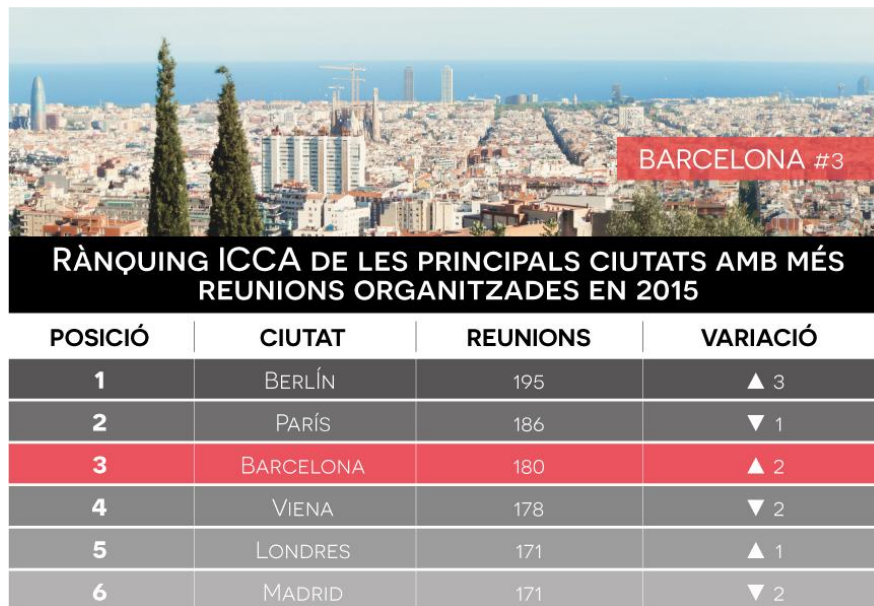 BARCELONA #3
RÀNQUING ICCA DE LES PRINCIPALS CIUTATS AMB MÉS
REUNIONS ORGANITZADES EN 2015
POSICIÓ CIUTAT REUNIONS VARIACIÓ
1 BERLÍN 195 ▲ 3
2 PARÍS 186 ▼ 1
3 BARCELONA 180 ▲ 2
4 VIENA 178 ▼ 2
5 LONDRES 171 ▲ 1
6 MADRID 171 ▼ 2